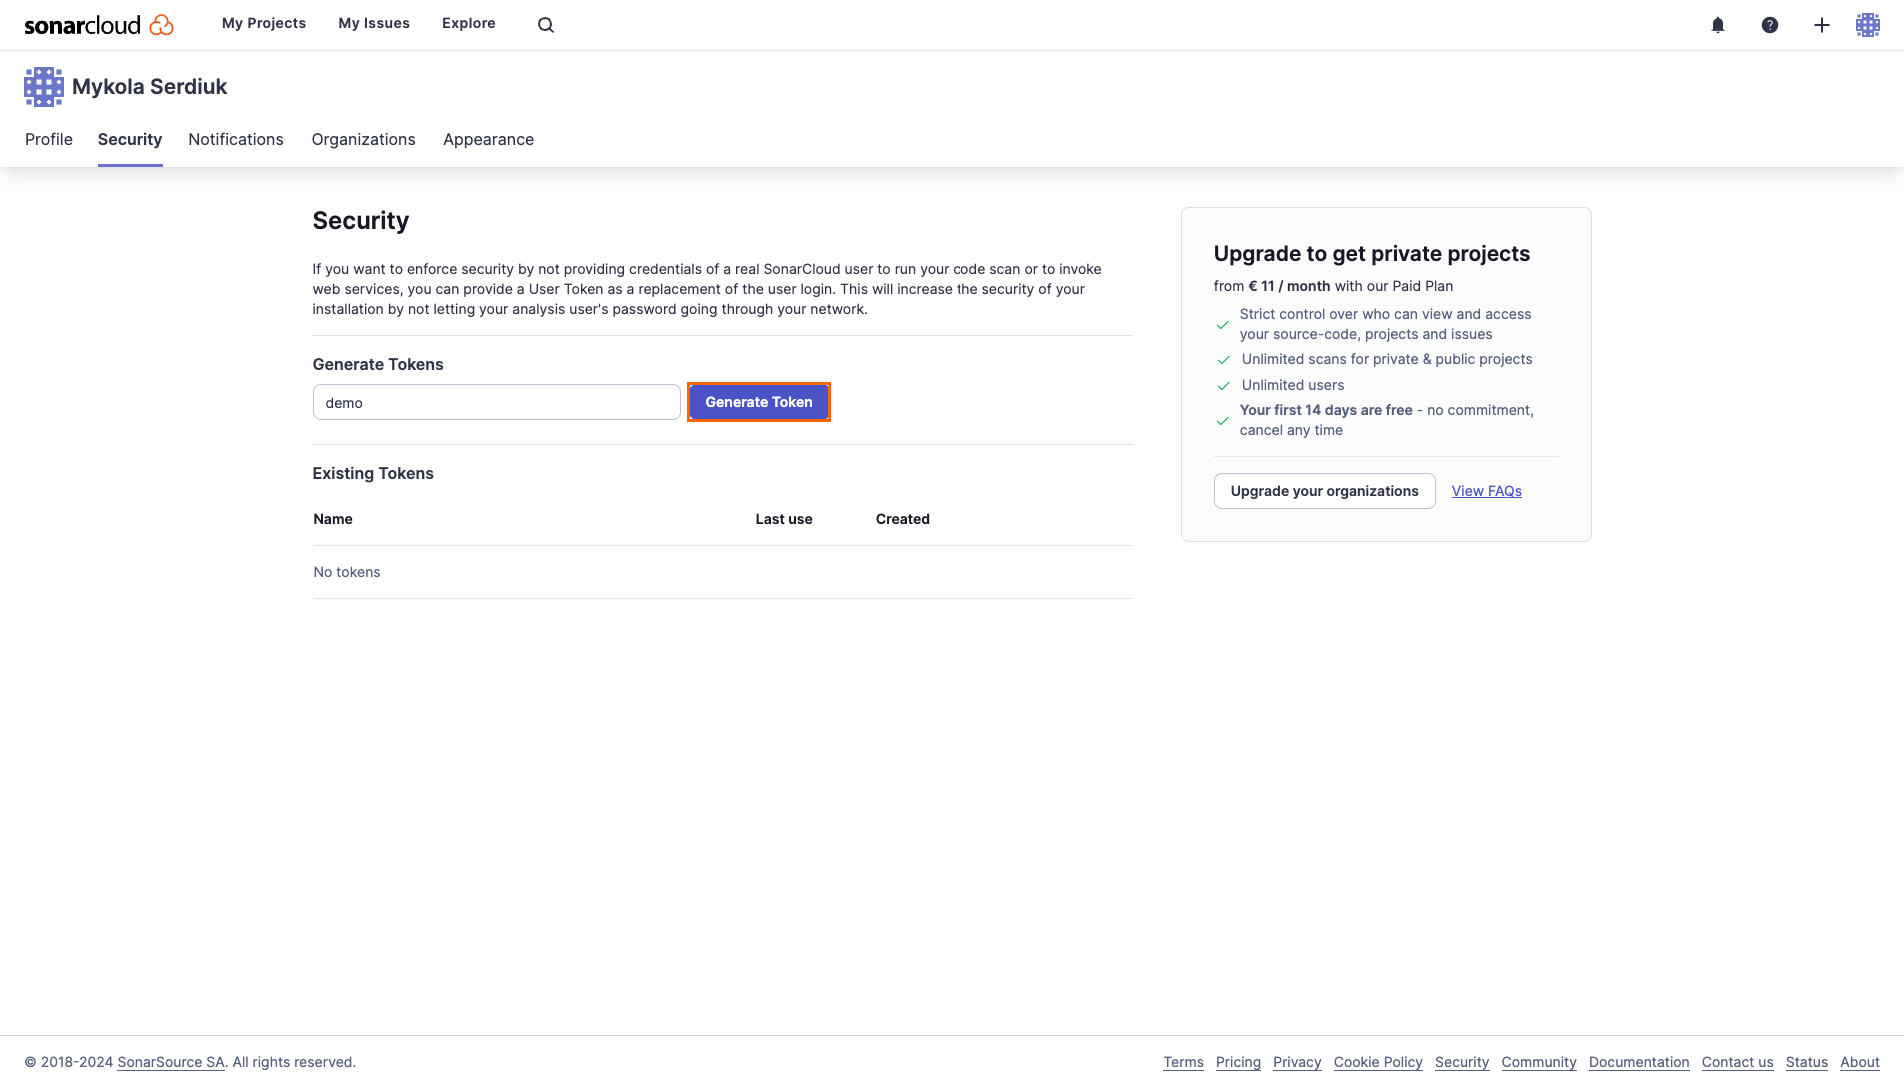 sonarcloud
My Projects
My Issues
Explore
Mykola Serdiuk
Profile
Security
Notifications
Organizations
Appearance
Security
If you want to enforce security by not providing credentials of a real SonarCloud user to run your code scan or to invoke
web services, you can provide a User Token as a replacement of the user login. This will increase the security of your
installation by not letting your analysis user's password going through your network.
Generate Tokens
demo
Generate Token
Existing Tokens
Name
Last use
Created
No tokens
Upgrade to get private projects
from € 11 / month with our Paid Plan
Strict control over who can view and access
your source-code, projects and issues
Unlimited scans for private & public projects
Unlimited users
Your first 14 days are free - no commitment,
cancel any time
Upgrade your organizations
View FAQs
© 2018-2024 SonarSource SA. All rights reserved.
Terms
Pricing
Privacy
Cookie Policy
Security
Community
Documentation
Contact us
Status
About